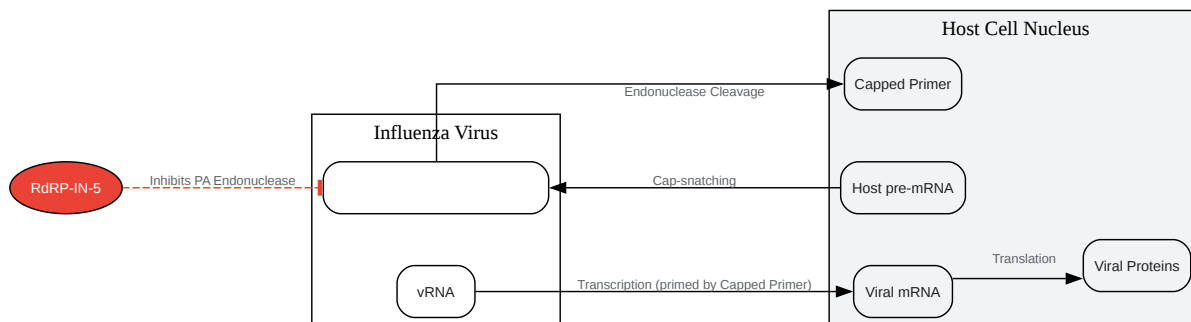 Host Cell Nucleus
Capped Primer
Endonuclease Cleavage
Influenza Virus
RdRP-IN-5
Inhibits PA Endonuclease
Cap-snatching
Host pre-mRNA
Translation
Viral Proteins
vRNA
Transcription (primed by Capped Primer)
Viral mRNA